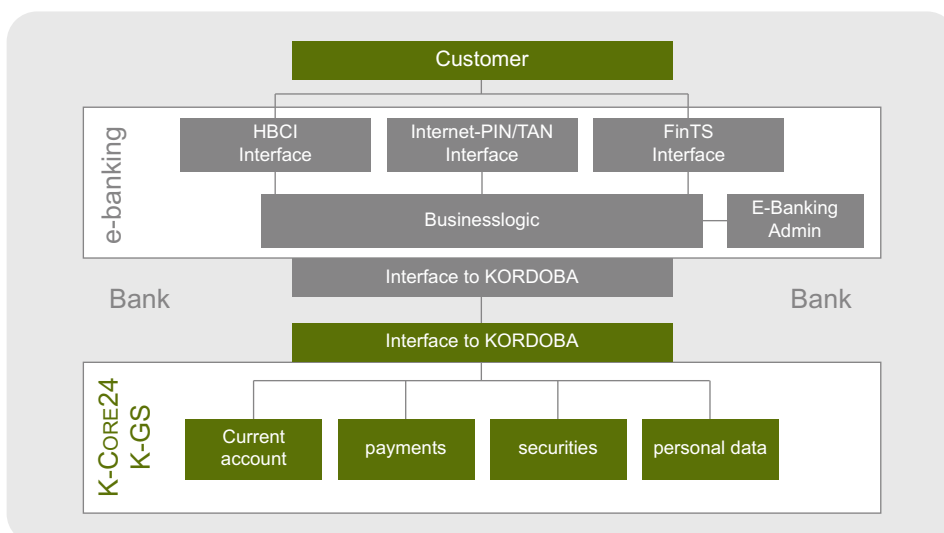 Customer
e-banking
HBCI
Interface
Internet-PIN/TAN
Interface
FinTS
Interface
Businesslogic
E-Banking
Admin
Interface to KORDOBA
Bank
Bank
Interface to KORDOBA
K-CORE24
K-GS
Current
account
payments
securities
personal data